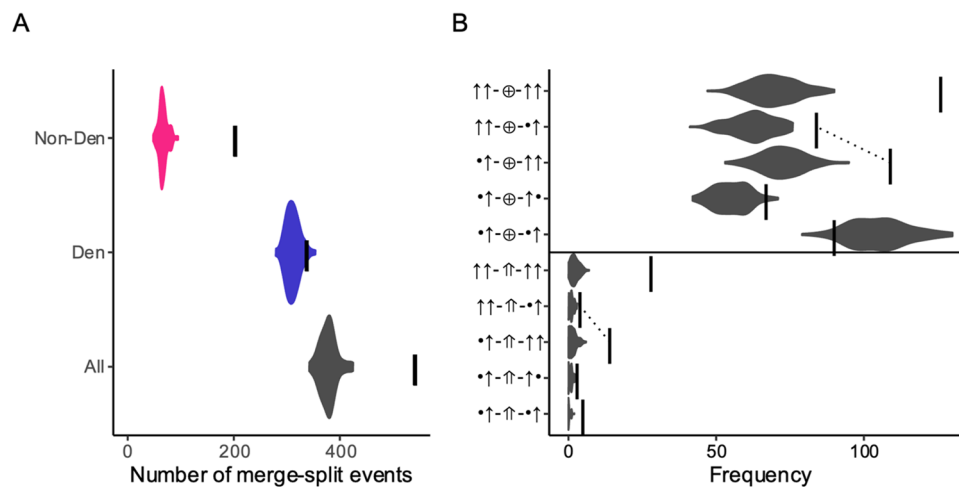 A
Non-Den
Den
All
0 200 400
Number of merge-split events
B
↑↑-⊕-↑↑
↑↑-⊕-•↑
•↑-⊕-↑↑
•↑-⊕-↑•
•↑-⊕-•↑
↑↑-⇑-↑↑
↑↑-⇑-•↑
•↑-⇑-↑↑
•↑-⇑-↑•
•↑-⇑-•↑
0 50 100
Frequency